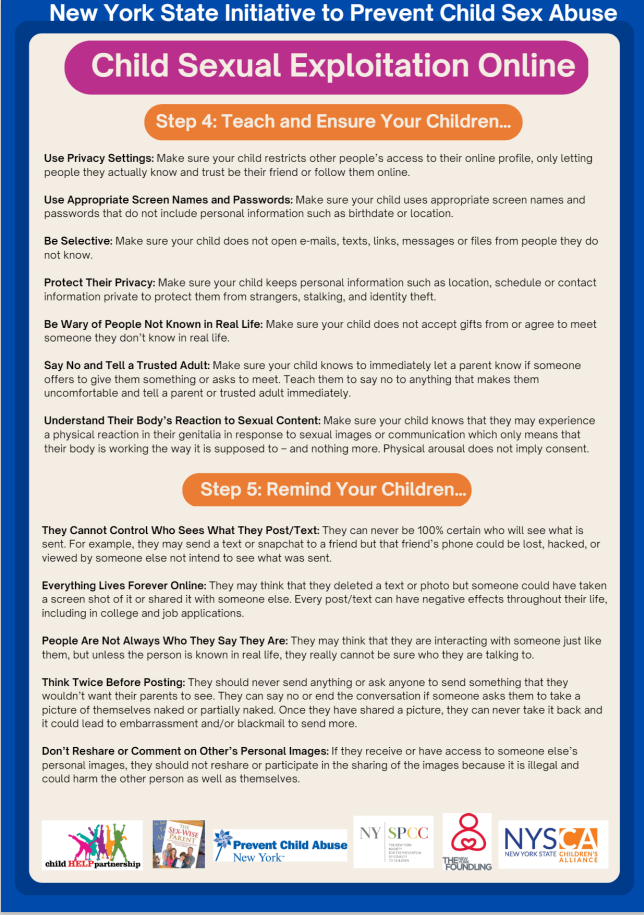 New York State Initiative to Prevent Child Sex Abuse
Child Sexual Exploitation Online
Step 4: Teach and Ensure Your Children...
Use Privacy Settings: Make sure your child restricts other people's access to their online profile, only letting
people they actually know and trust be their friend or follow them online.
Use Appropriate Screen Names and Passwords: Make sure your child uses appropriate screen names and
passwords that do not include personal information such as birthdate or location.
Be Selective: Make sure your child does not open e-mails, texts, links, messages or files from people they do
not know.
Protect Their Privacy: Make sure your child keeps personal information such as location, schedule or contact
information private to protect them from strangers, stalking, and identity theft.
Be Wary of People Not Known in Real Life: Make sure your child does not accept gifts from or agree to meet
someone they don't know in real life.
Say No and Tell a Trusted Adult: Make sure your child knows to immediately let a parent know if someone
offers to give them something or asks to meet. Teach them to say no to anything that makes them
uncomfortable and tell a parent or trusted adult immediately.
Understand Their Body's Reaction to Sexual Content: Make sure your child knows that they may experience
a physical reaction in their genitalia in response to sexual images or communication which only means that
their body is working the way it is supposed to – and nothing more. Physical arousal does not imply consent.
Step 5: Remind Your Children...
They Cannot Control Who Sees What They Post/Text: They can never be 100% certain who will see what is
sent. For example, they may send a text or snapchat to a friend but that friend's phone could be lost, hacked, or
viewed by someone else not intend to see what was sent.
Everything Lives Forever Online: They may think that they deleted a text or photo but someone could have taken
a screen shot of it or shared it with someone else. Every post/text can have negative effects throughout their life,
including in college and job applications.
People Are Not Always Who They Say They Are: They may think that they are interacting with someone just like
them, but unless the person is known in real life, they really cannot be sure who they are talking to.
Think Twice Before Posting: They should never send anything or ask anyone to send something that they
wouldn't want their parents to see. They can say no or end the conversation if someone asks them to take a
picture of themselves naked or partially naked. Once they have shared a picture, they can never take it back and
it could lead to embarrassment and/or blackmail to send more.
Don't Reshare or Comment on Other's Personal Images: If they receive or have access to someone else's
personal images, they should not reshare or participate in the sharing of the images because it is illegal and
could harm the other person as well as themselves.
child HELP partnership
THE
SEX-WISE
PARENT
Prevent Child Abuse
New York
NY SPCC
THE NEW YORK
SOCIETY
FOR THE PREVENTION
OF CRUELTY
TO CHILDREN
THE NEW YORK
FOUNDLING
NYSCA
NEW YORK STATE CHILDREN'S
ALLIANCE